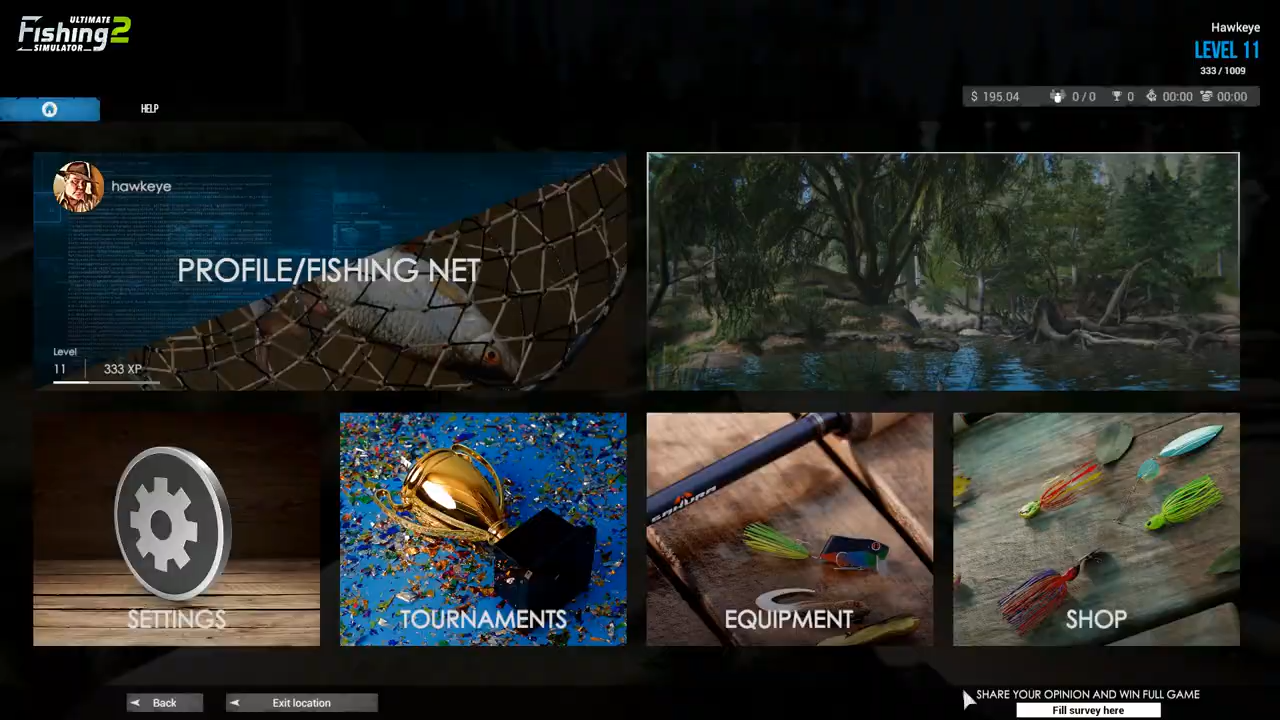 ULTIMATE
Fishing 2
SIMULATOR
Hawkeye
LEVEL 11
333 / 1009
HELP
$ 195.04 0 / 0 0 00:00 00:00
hawkeye
PROFILE/FISHING NET
Level
11 333 XP
SAKURA
SETTINGS
TOURNAMENTS
EQUIPMENT
SHOP
Back
Exit location
SHARE YOUR OPINION AND WIN FULL GAME
Fill survey here